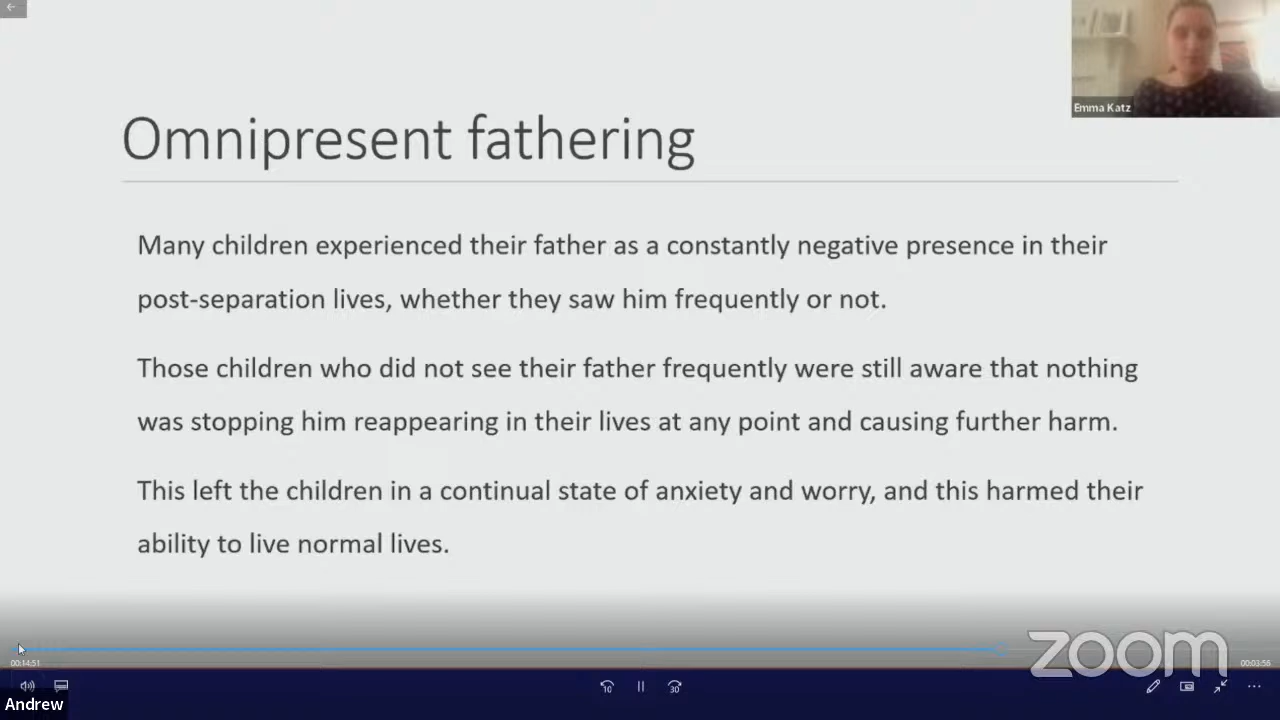 Emma Katz
Omnipresent fathering
Many children experienced their father as a constantly negative presence in their
post-separation lives, whether they saw him frequently or not.
Those children who did not see their father frequently were still aware that nothing
was stopping him reappearing in their lives at any point and causing further harm.
This left the children in a continual state of anxiety and worry, and this harmed their
ability to live normal lives.
zoom
00:14:51
00:03:58
10
30
Andrew